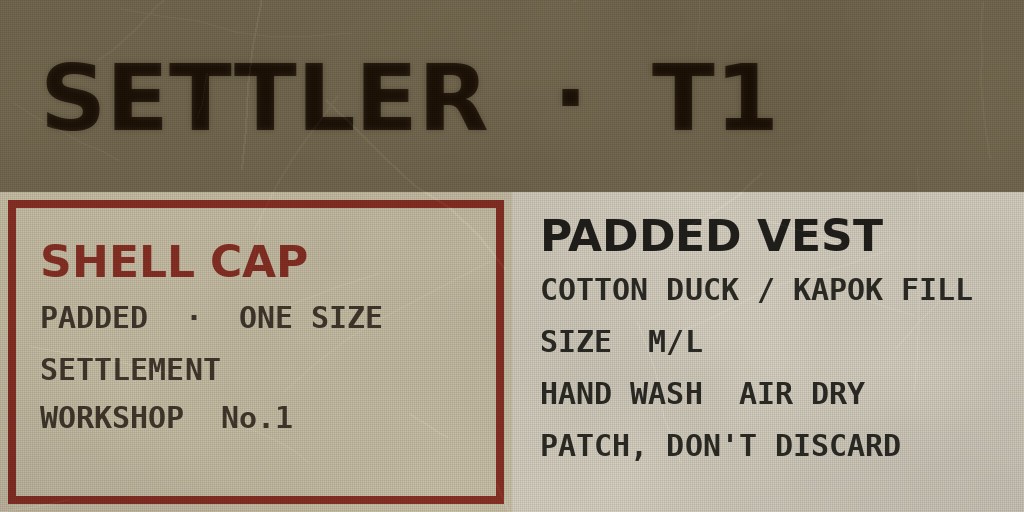 SETTLER · T1
SHELL CAP
PADDED · ONE SIZE
SETTLEMENT
WORKSHOP No.1
PADDED VEST
COTTON DUCK / KAPOK FILL
SIZE M/L
HAND WASH AIR DRY
PATCH, DON'T DISCARD